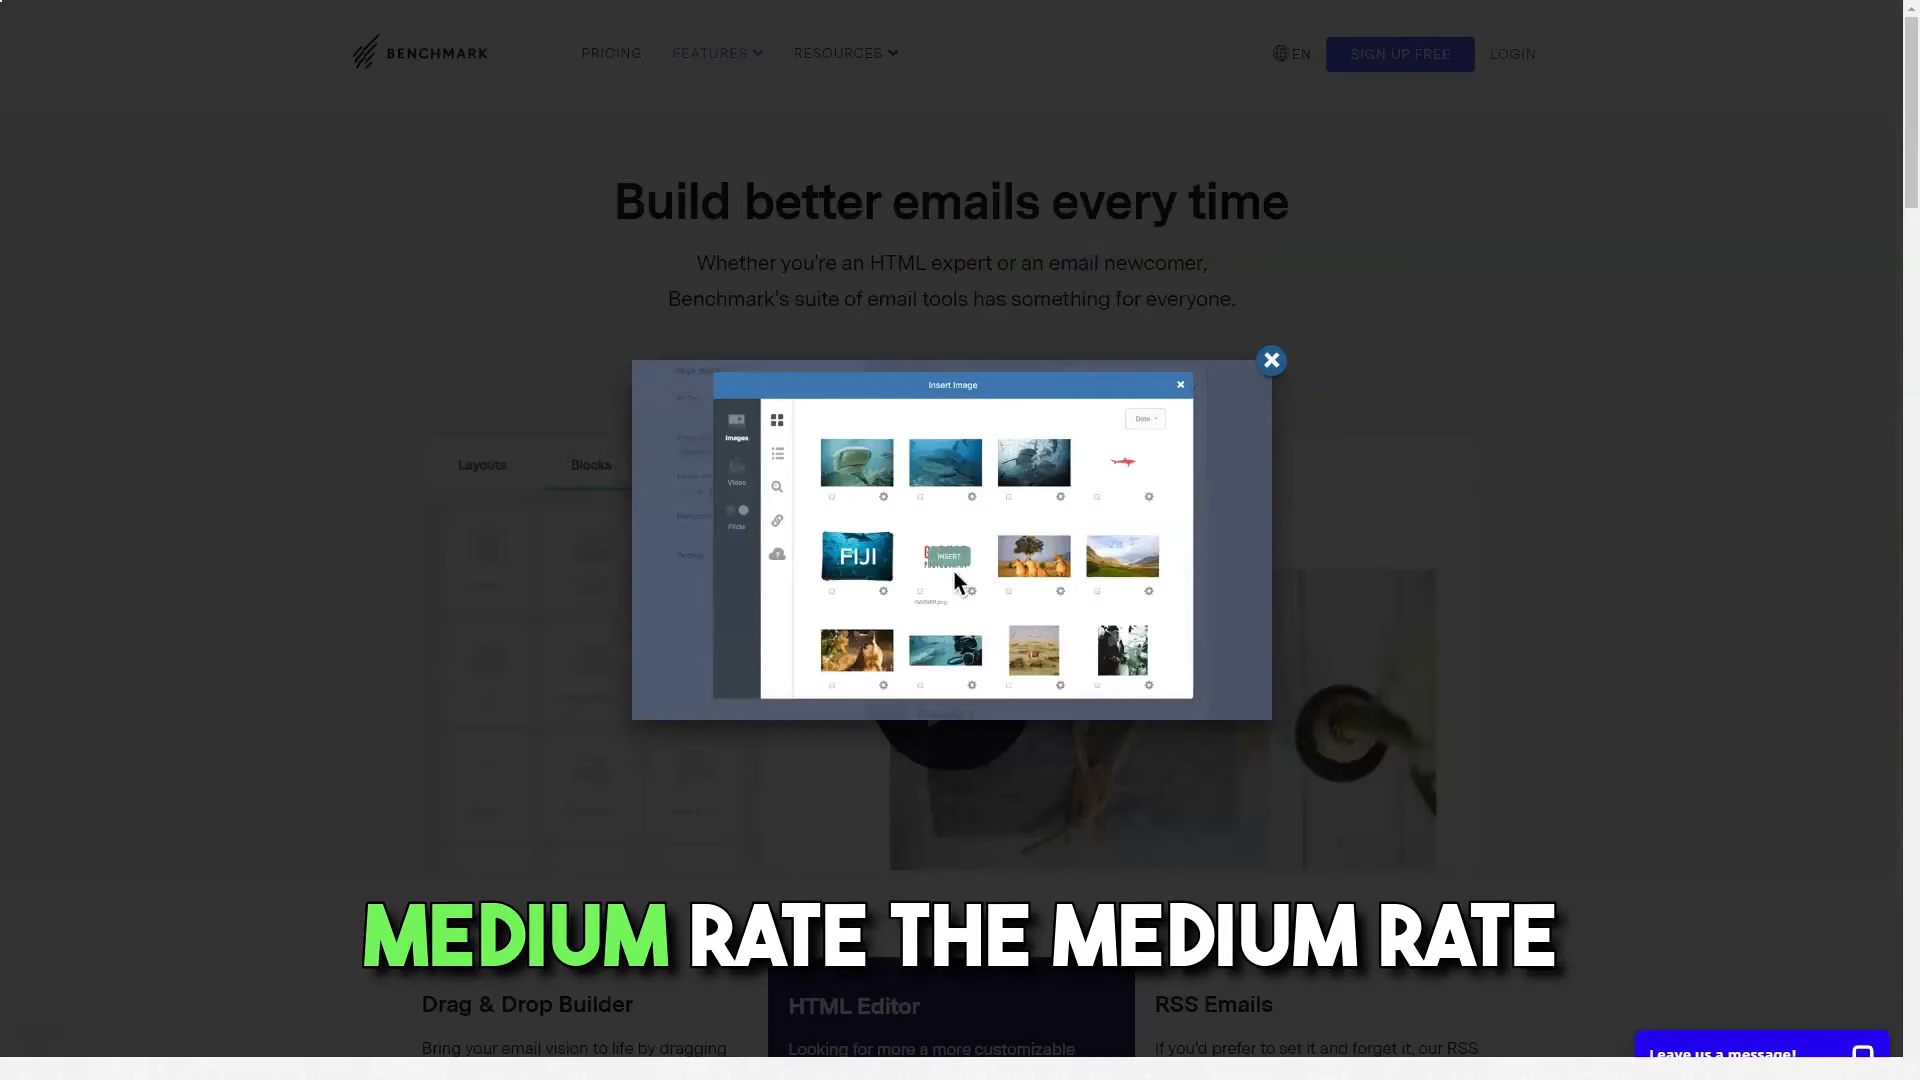 BENCHMARK
PRICING
FEATURES
RESOURCES
EN
SIGN UP FREE
LOGIN
Build better emails every time
Whether you're an HTML expert or an email newcomer,
Benchmark's suite of email tools has something for everyone.
Layouts
Blocks
Insert Image
Images
Video
Flickr
Date
FIJI
INSERT
GASNER.png
MEDIUM RATE THE MEDIUM RATE
Drag & Drop Builder
HTML Editor
RSS Emails
Bring your email vision to life by dragging
Looking for more a more customizable
If you'd prefer to set it and forget it, our RSS
Leave us a message!